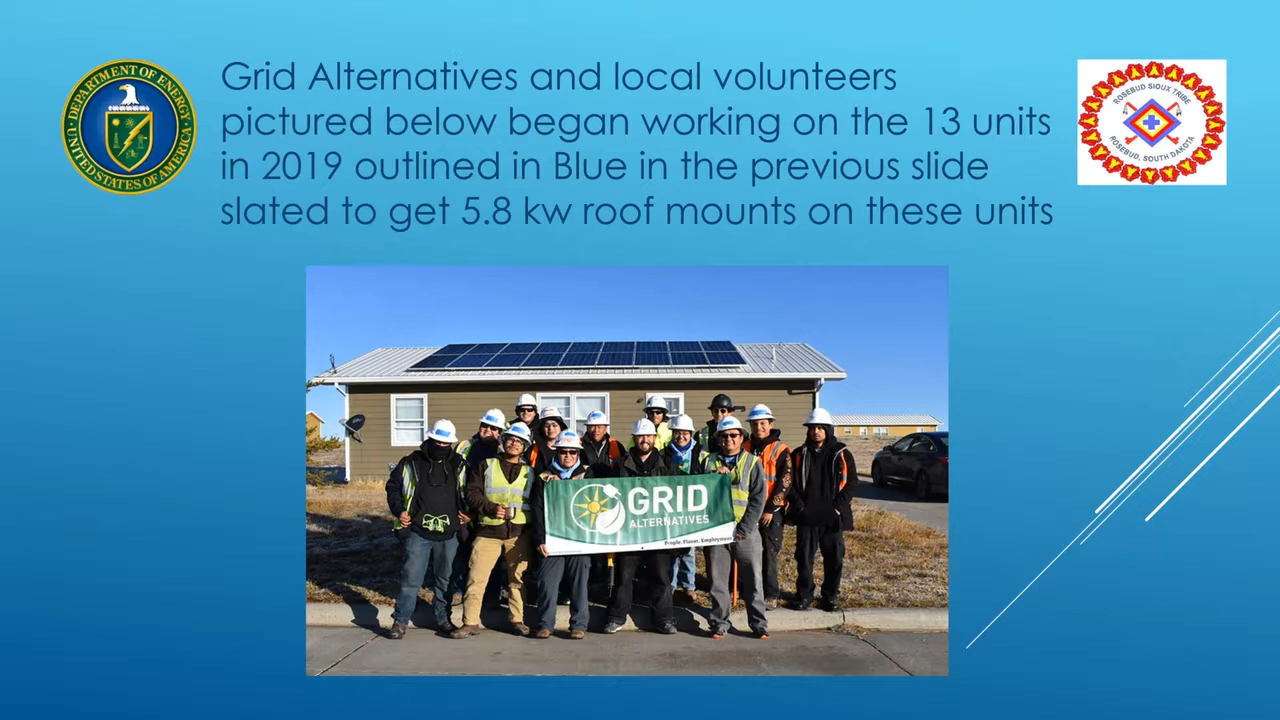 Grid Alternatives and local volunteers
pictured below began working on the 13 units
in 2019 outlined in Blue in the previous slide
slated to get 5.8 kw roof mounts on these units
DEPARTMENT OF ENERGY
UNITED STATES OF AMERICA
ROSEBUD SIOUX TRIBE
ROSEBUD, SOUTH DAKOTA
GRID
ALTERNATIVES
People. Planet. Employment.